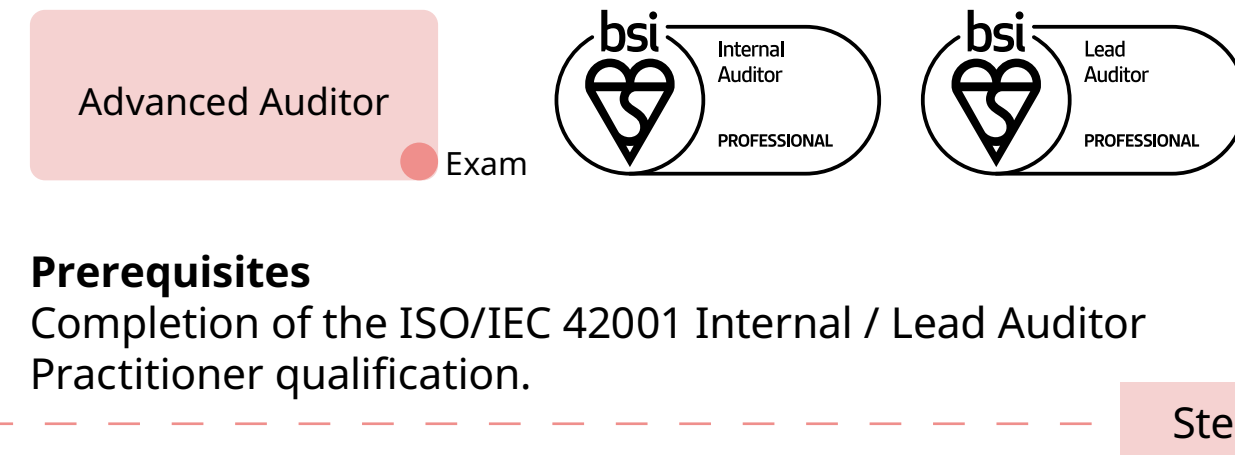 Advanced Auditor
Exam
bsi
Internal
Auditor
PROFESSIONAL
bsi
Lead
Auditor
PROFESSIONAL
Prerequisites
Completion of the ISO/IEC 42001 Internal / Lead Auditor
Practitioner qualification.
Ste